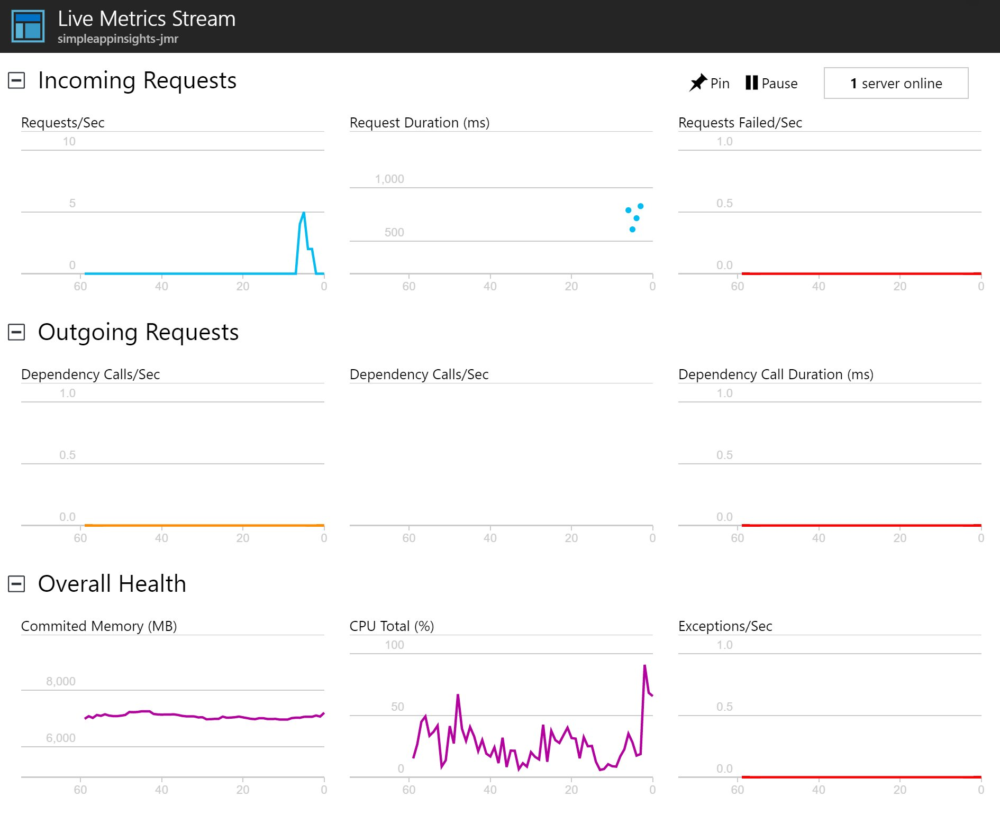 Live Metrics Stream
simpleappinsights-jmr
Incoming Requests
Pin
Pause
1 server online
Requests/Sec
10
5
0
60 40 20 0
Request Duration (ms)
1,000
500
60 40 20 0
Requests Failed/Sec
1.0
0.5
0.0
60 40 20 0
Outgoing Requests
Dependency Calls/Sec
1.0
0.5
0.0
60 40 20 0
Dependency Calls/Sec
60 40 20 0
Dependency Call Duration (ms)
1.0
0.5
0.0
60 40 20 0
Overall Health
Commited Memory (MB)
8,000
6,000
60 40 20 0
CPU Total (%)
100
50
0
60 40 20 0
Exceptions/Sec
1.0
0.5
0.0
60 40 20 0